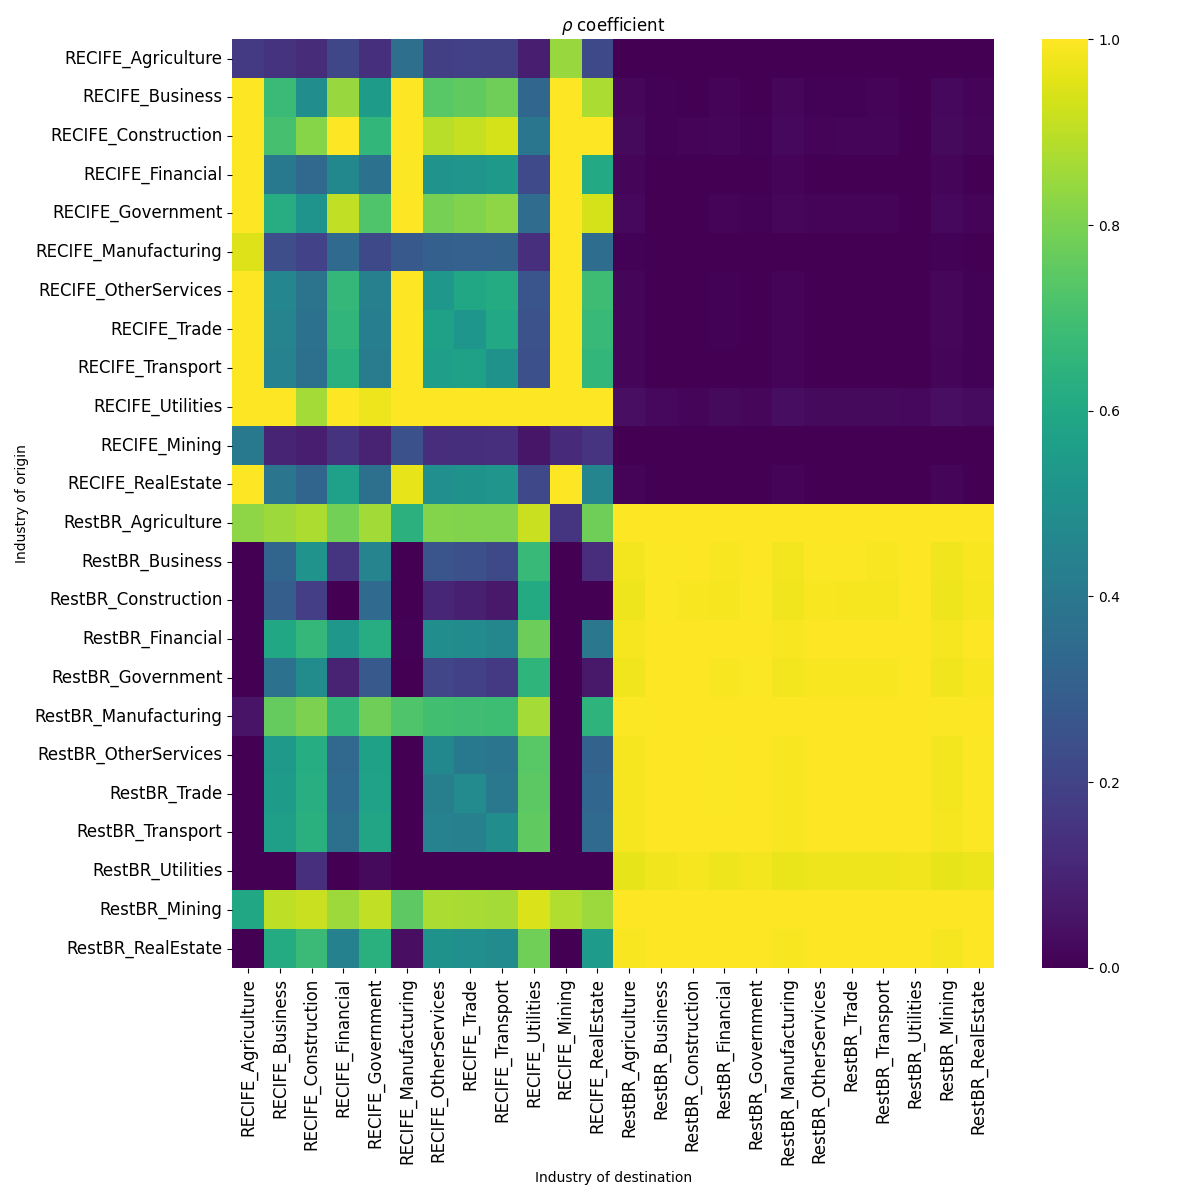 ρ coefficient
RECIFE_Agriculture
RECIFE_Business
RECIFE_Construction
RECIFE_Financial
RECIFE_Government
RECIFE_Manufacturing
RECIFE_OtherServices
RECIFE_Trade
RECIFE_Transport
RECIFE_Utilities
RECIFE_Mining
RECIFE_RealEstate
RestBR_Agriculture
RestBR_Business
RestBR_Construction
RestBR_Financial
RestBR_Government
RestBR_Manufacturing
RestBR_OtherServices
RestBR_Trade
RestBR_Transport
RestBR_Utilities
RestBR_Mining
RestBR_RealEstate
Industry of origin
RECIFE_Agriculture
RECIFE_Business
RECIFE_Construction
RECIFE_Financial
RECIFE_Government
RECIFE_Manufacturing
RECIFE_OtherServices
RECIFE_Trade
RECIFE_Transport
RECIFE_Utilities
RECIFE_Mining
RECIFE_RealEstate
RestBR_Agriculture
RestBR_Business
RestBR_Construction
RestBR_Financial
RestBR_Government
RestBR_Manufacturing
RestBR_OtherServices
RestBR_Trade
RestBR_Transport
RestBR_Utilities
RestBR_Mining
RestBR_RealEstate
Industry of destination
1.0
0.8
0.6
0.4
0.2
0.0